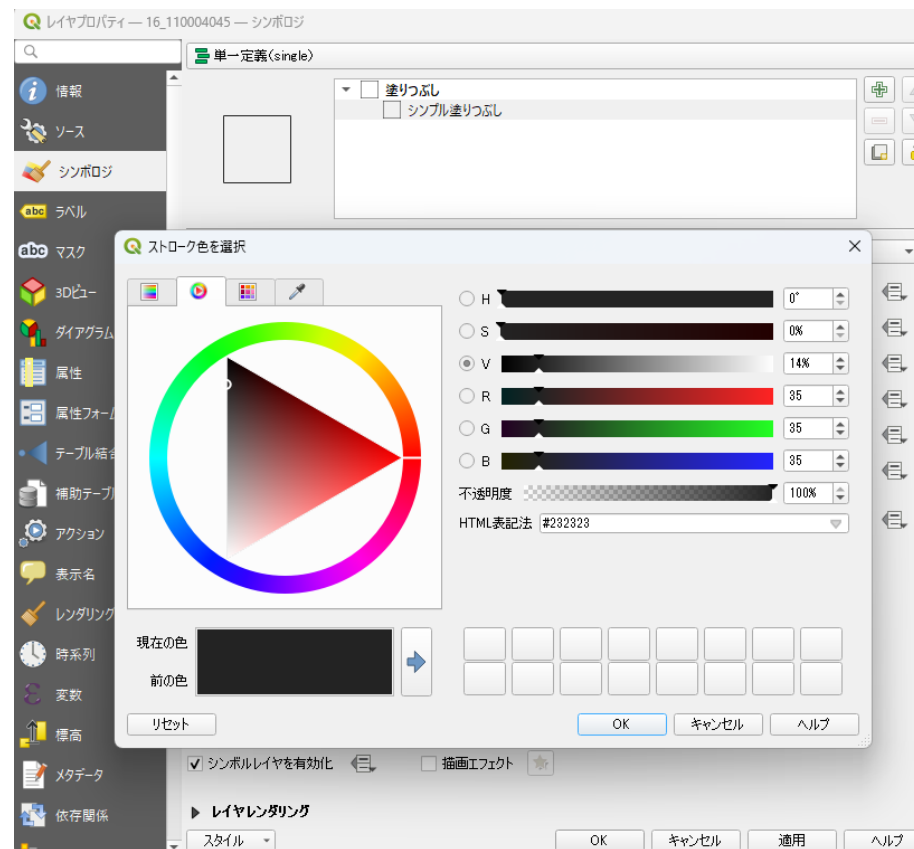 レイヤプロパティ — 16_110004045 — シンボロジ
単一定義(single)
情報
ソース
シンボロジ
ラベル
マスク
3Dビュー
ダイアグラム
属性
属性フォーム
テーブル結合
補助テーブル
アクション
表示名
レンダリング
時系列
変数
標高
メタデータ
依存関係
塗りつぶし
シンプル塗りつぶし
ストローク色を選択
H 0°
S 0%
V 14%
R 35
G 35
B 35
不透明度 100%
HTML表記法 #232323
現在の色
前の色
リセット
OK キャンセル ヘルプ
シンボルレイヤを有効化 描画エフェクト
レイヤレンダリング
スタイル OK キャンセル 適用 ヘルプ